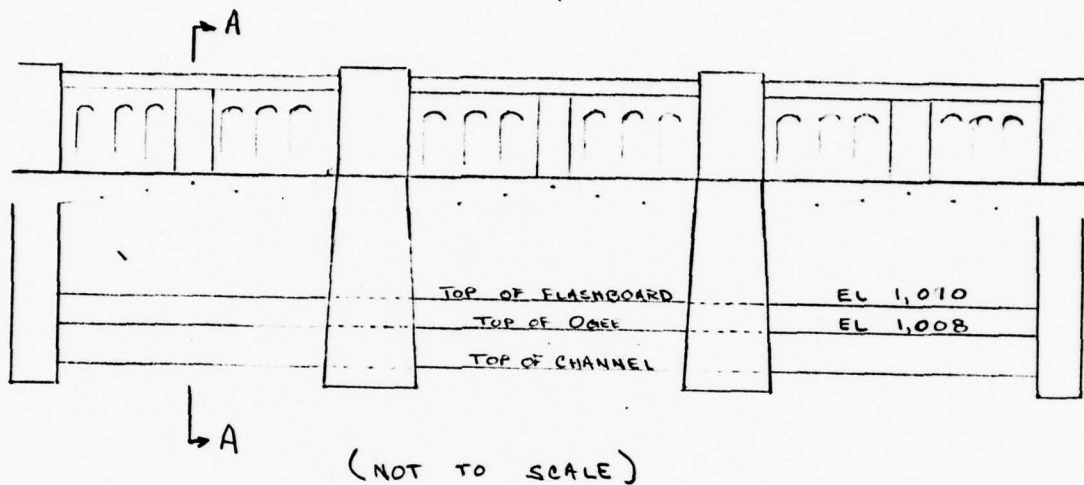 A
TOP OF FLASHBOARD EL 1,010
TOP OF OGEE EL 1,008
TOP OF CHANNEL
A
(NOT TO SCALE)